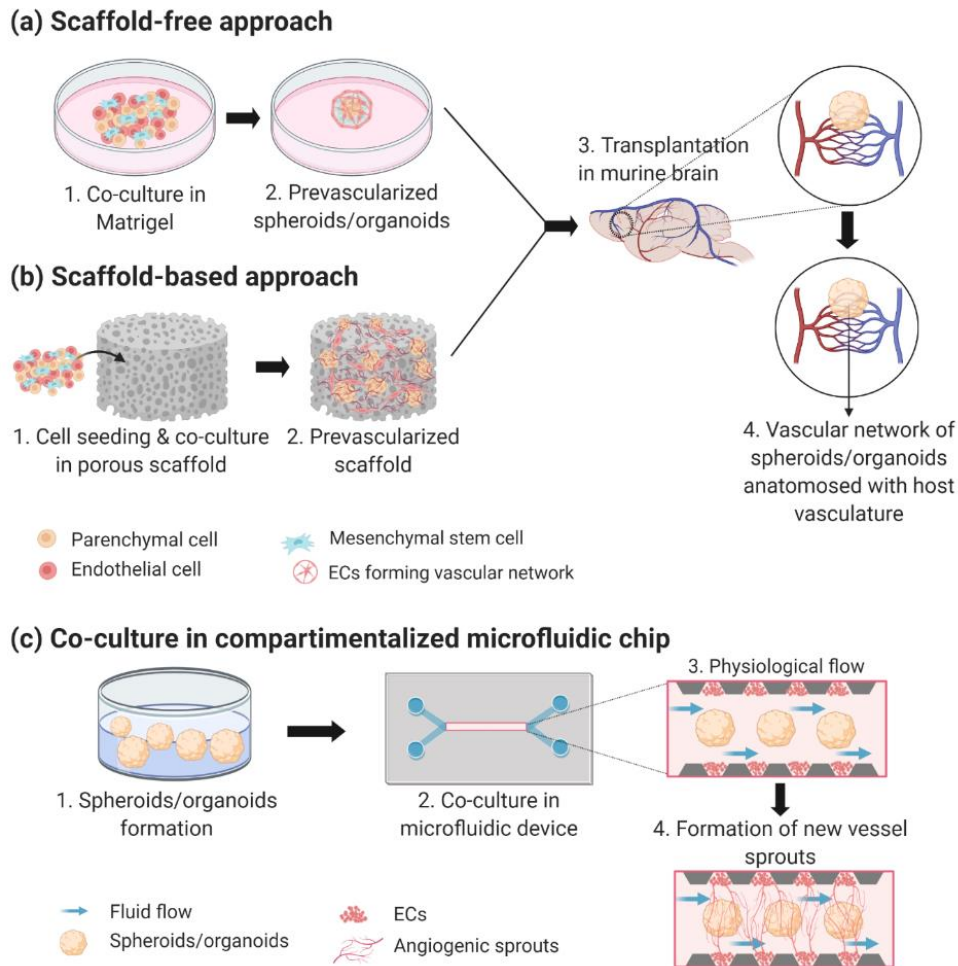 (a) Scaffold-free approach
1. Co-culture in
Matrigel
2. Prevascularized
spheroids/organoids
3. Transplantation
in murine brain
(b) Scaffold-based approach
1. Cell seeding & co-culture
in porous scaffold
2. Prevascularized
scaffold
4. Vascular network of
spheroids/organoids
anatomosed with host
vasculature
Parenchymal cell
Mesenchymal stem cell
Endothelial cell
ECs forming vascular network
(c) Co-culture in compartimentalized microfluidic chip
1. Spheroids/organoids
formation
2. Co-culture in
microfluidic device
3. Physiological flow
4. Formation of new vessel
sprouts
Fluid flow
ECs
Spheroids/organoids
Angiogenic sprouts